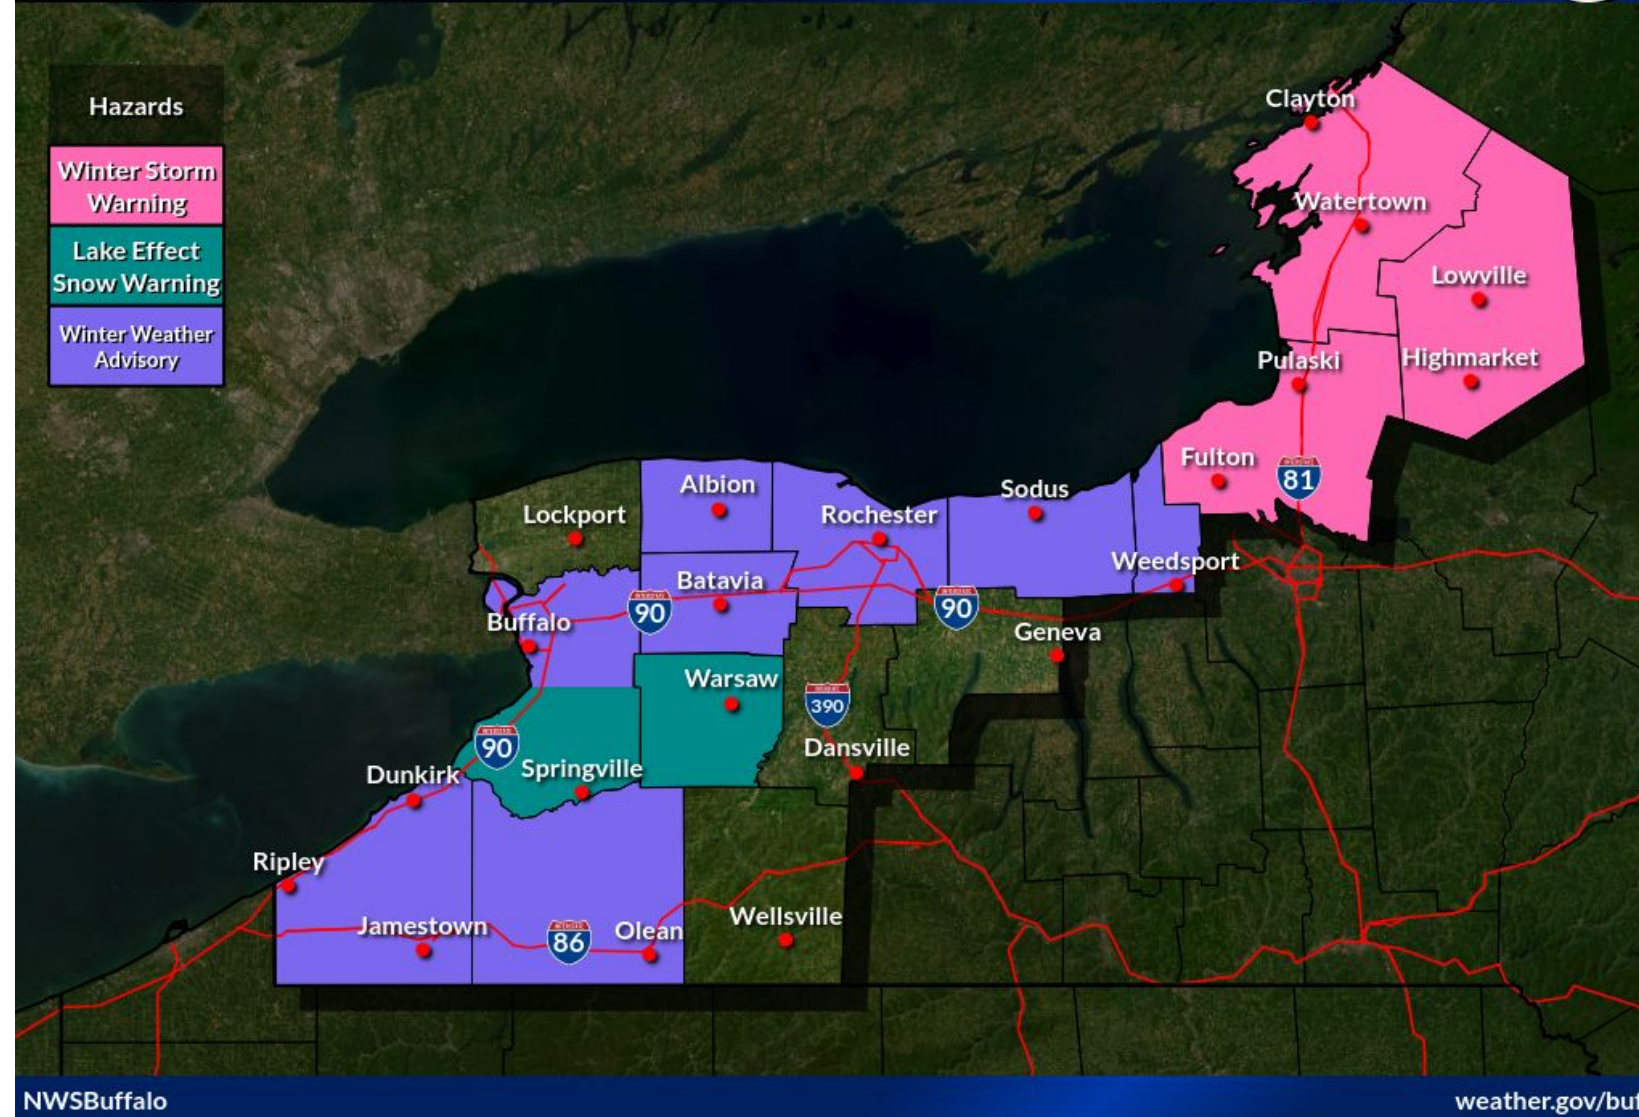 Hazards
Winter Storm
Warning
Lake Effect
Snow Warning
Winter Weather
Advisory
Clayton
Watertown
Lowville
Pulaski
Highmarket
Fulton
81
Albion
Sodus
Lockport
Rochester
Weedsport
Batavia
90
90
Buffalo
Geneva
Warsaw
390
90
Dansville
Springville
Dunkirk
Ripley
Jamestown
86
Olean
Wellsville
NWSBuffalo
weather.gov/buf